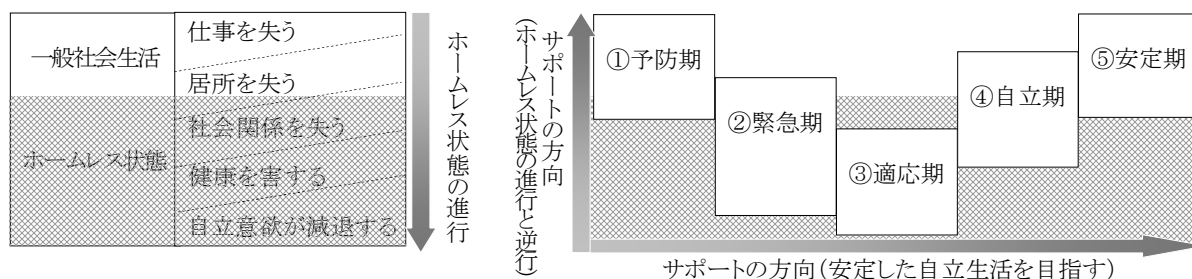 一般社会生活
ホームレス状態
仕事を失う
居所を失う
社会関係を失う
健康を害する
自立意欲が減退する
ホームレス状態の進行
サポートの方向
(ホームレス状態の進行と逆行)
①予防期
②緊急期
③適応期
④自立期
⑤安定期
サポートの方向(安定した自立生活を目指す)